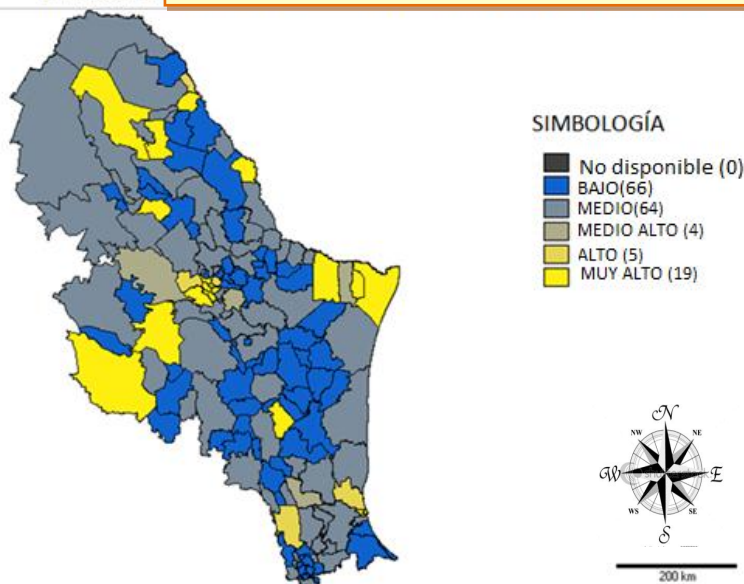 SIMBOLOGÍA
No disponible (0)
BAJO(66)
MEDIO(64)
MEDIO ALTO (4)
ALTO (5)
MUY ALTO (19)
N
NW
NE
W
E
WS
SE
S
200 km